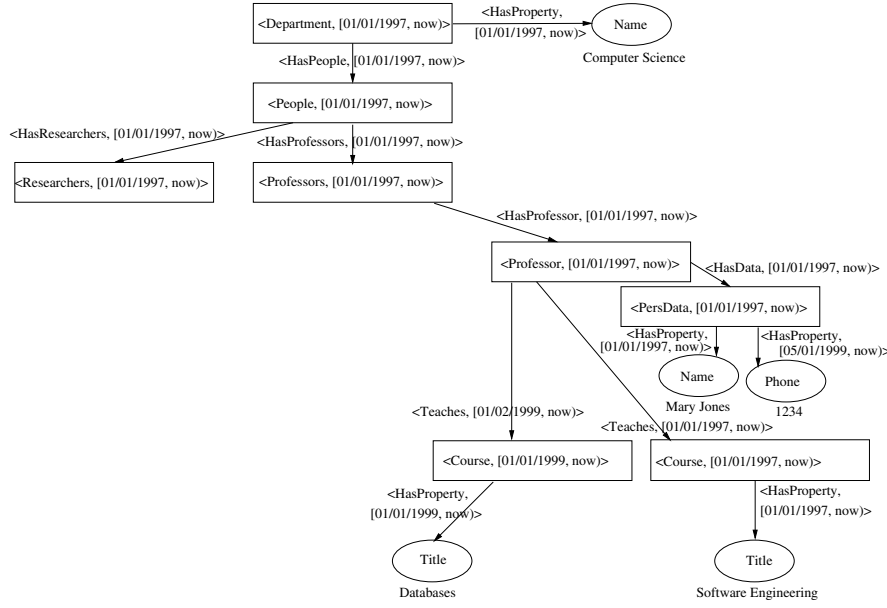 <Department, [01/01/1997, now)>
<HasProperty,
[01/01/1997, now)>
Name
Computer Science
<HasPeople, [01/01/1997, now)>
<People, [01/01/1997, now)>
<HasResearchers, [01/01/1997, now)>
<HasProfessors, [01/01/1997, now)>
<Researchers, [01/01/1997, now)>
<Professors, [01/01/1997, now)>
<HasProfessor, [01/01/1997, now)>
<Professor, [01/01/1997, now)>
<HasData, [01/01/1997, now)>
<PersData, [01/01/1997, now)>
<HasProperty,
[01/01/1997, now)>
<HasProperty,
[05/01/1999, now)>
Name
Mary Jones
Phone
1234
<Teaches, [01/02/1999, now)>
<Teaches, [01/01/1997, now)>
<Course, [01/01/1999, now)>
<Course, [01/01/1997, now)>
<HasProperty,
[01/01/1999, now)>
<HasProperty,
[01/01/1997, now)>
Title
Databases
Title
Software Engineering